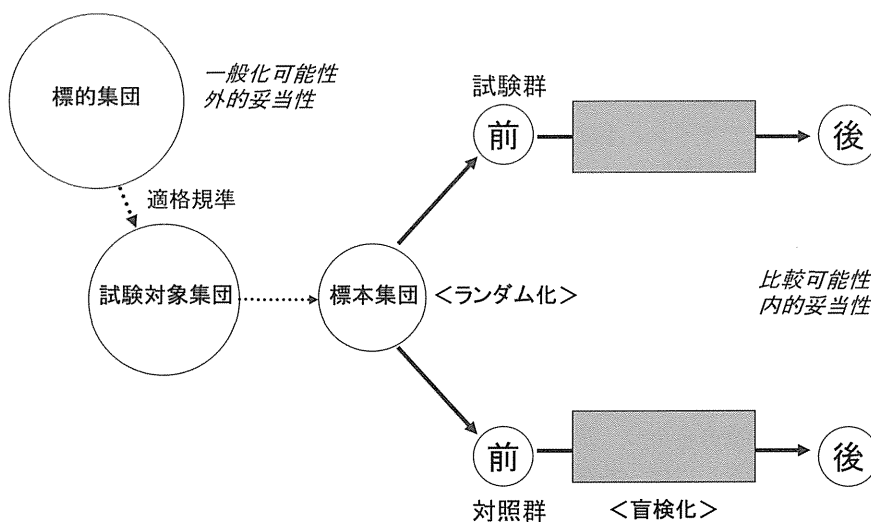 標的集団
一般化可能性
外的妥当性
適格規準
試験対象集団
標本集団
<ランダム化>
試験群
前
後
比較可能性
内的妥当性
前
後
対照群
<盲検化>